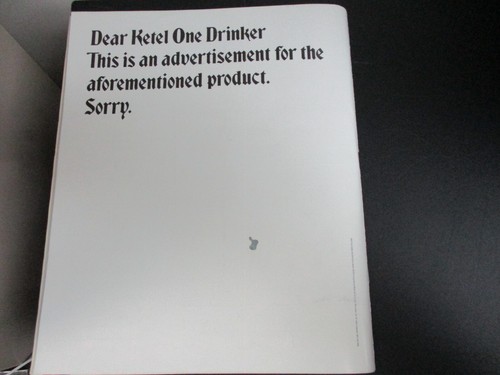 Dear Ketel One Drinker
This is an advertisement for the
aforementioned product.
Sorry.